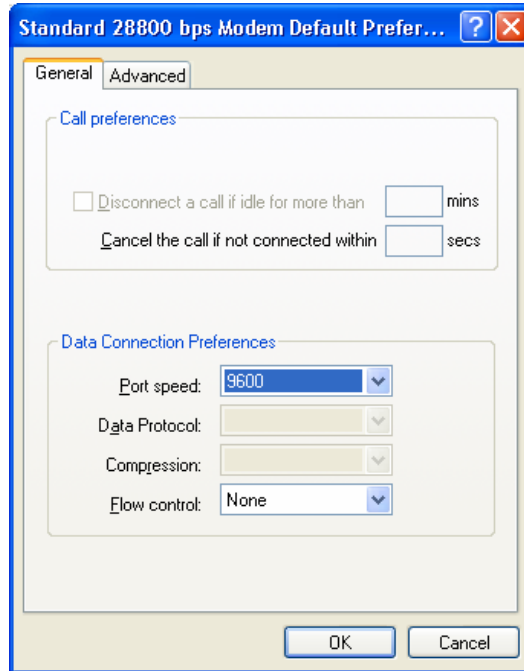 Standard 28800 bps Modem Default Prefer...
General Advanced
Call preferences
Disconnect a call if idle for more than mins
Cancel the call if not connected within secs
Data Connection Preferences
Port speed: 9600
Data Protocol:
Compression:
Flow control: None
OK Cancel